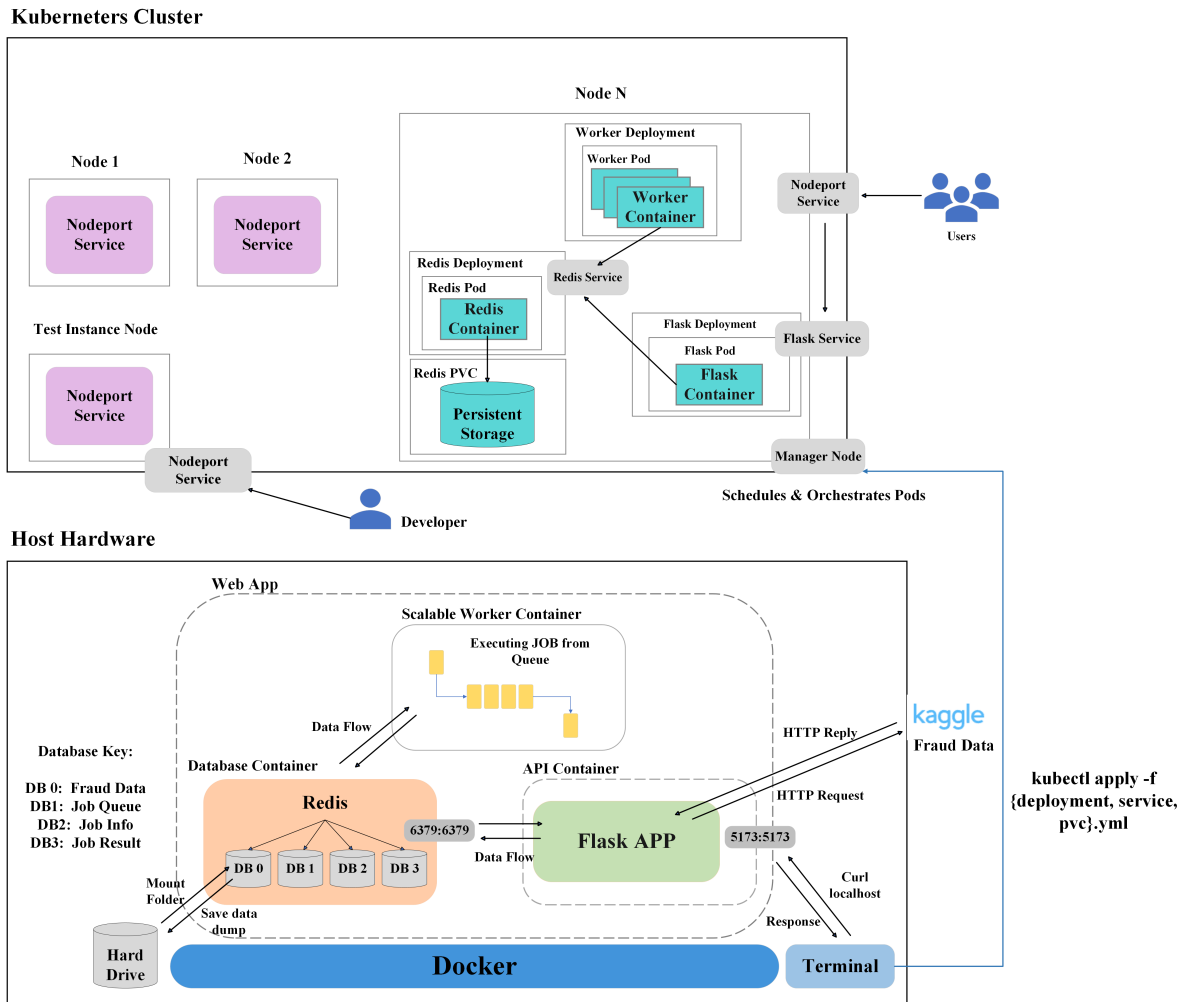 Kuberneters Cluster
Node N
Worker Deployment
Worker Pod
Worker
Container
Node 1
Node 2
Nodeport
Service
Nodeport
Service
Nodeport
Service
Users
Redis Deployment
Redis Pod
Redis
Container
Redis Service
Test Instance Node
Nodeport
Service
Flask Deployment
Flask Pod
Flask
Container
Flask Service
Redis PVC
Persistent
Storage
Nodeport
Service
Manager Node
Schedules & Orchestrates Pods
Developer
Host Hardware
Web App
Scalable Worker Container
Executing JOB from
Queue
Data Flow
kaggle
Fraud Data
HTTP Reply
HTTP Request
Database Key:
DB 0: Fraud Data
DB1: Job Queue
DB2: Job Info
DB3: Job Result
Database Container
Redis
DB 0
DB 1
DB 2
DB 3
6379:6379
Data Flow
API Container
Flask APP
5173:5173
kubectl apply -f
{deployment, service,
pvc}.yml
Mount
Folder
Save data
dump
Curl
localhost
Response
Hard
Drive
Docker
Terminal